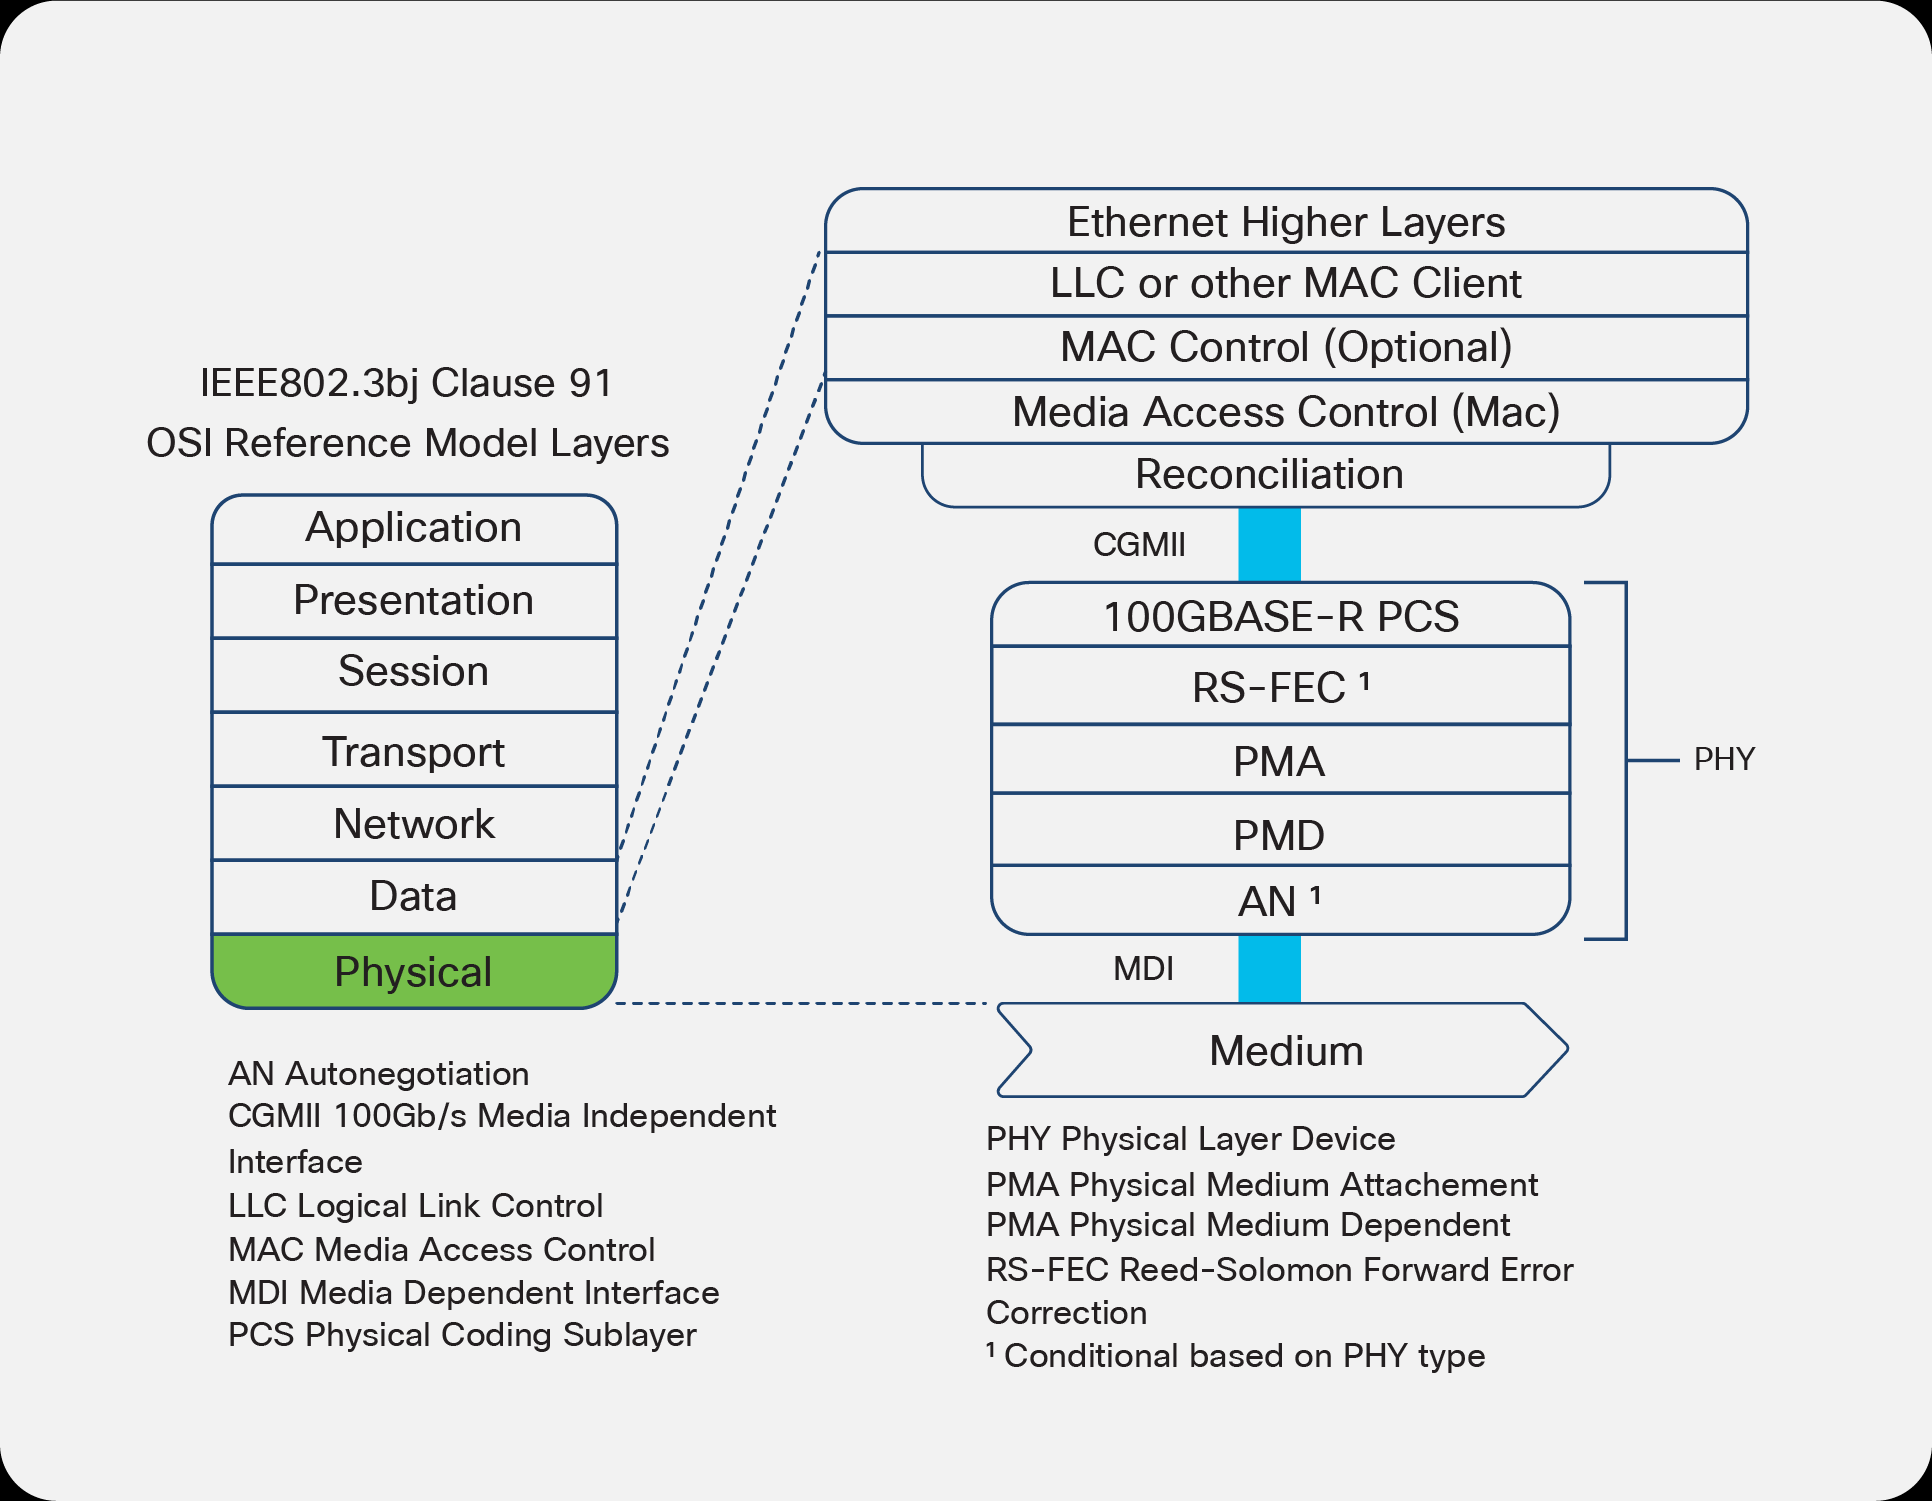 IEEE802.3bj Clause 91
OSI Reference Model Layers
Application
Presentation
Session
Transport
Network
Data
Physical
Ethernet Higher Layers
LLC or other MAC Client
MAC Control (Optional)
Media Access Control (Mac)
Reconciliation
CGMII
100GBASE-R PCS
RS-FEC ¹
PMA
PMD
AN ¹
PHY
MDI
Medium
AN Autonegotiation
CGMII 100Gb/s Media Independent
Interface
LLC Logical Link Control
MAC Media Access Control
MDI Media Dependent Interface
PCS Physical Coding Sublayer
PHY Physical Layer Device
PMA Physical Medium Attachement
PMA Physical Medium Dependent
RS-FEC Reed-Solomon Forward Error
Correction
¹ Conditional based on PHY type